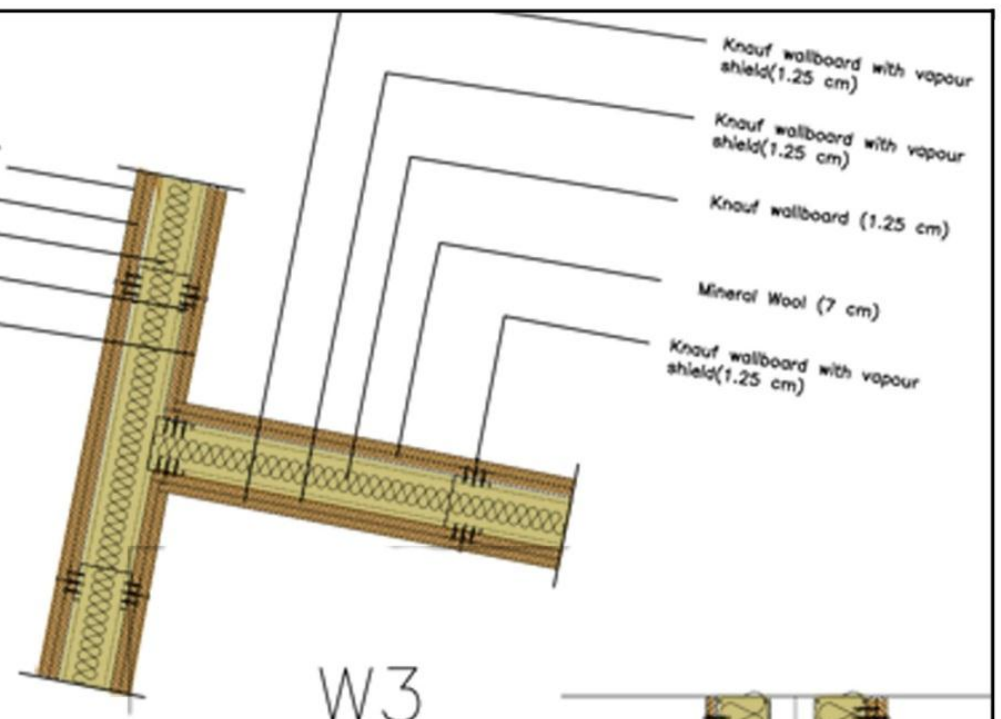 Knauf wallboard with vapour
shield(1.25 cm)
Knauf wallboard with vapour
shield(1.25 cm)
Knauf wallboard (1.25 cm)
Mineral Wool (7 cm)
Knauf wallboard with vapour
shield(1.25 cm)
W3